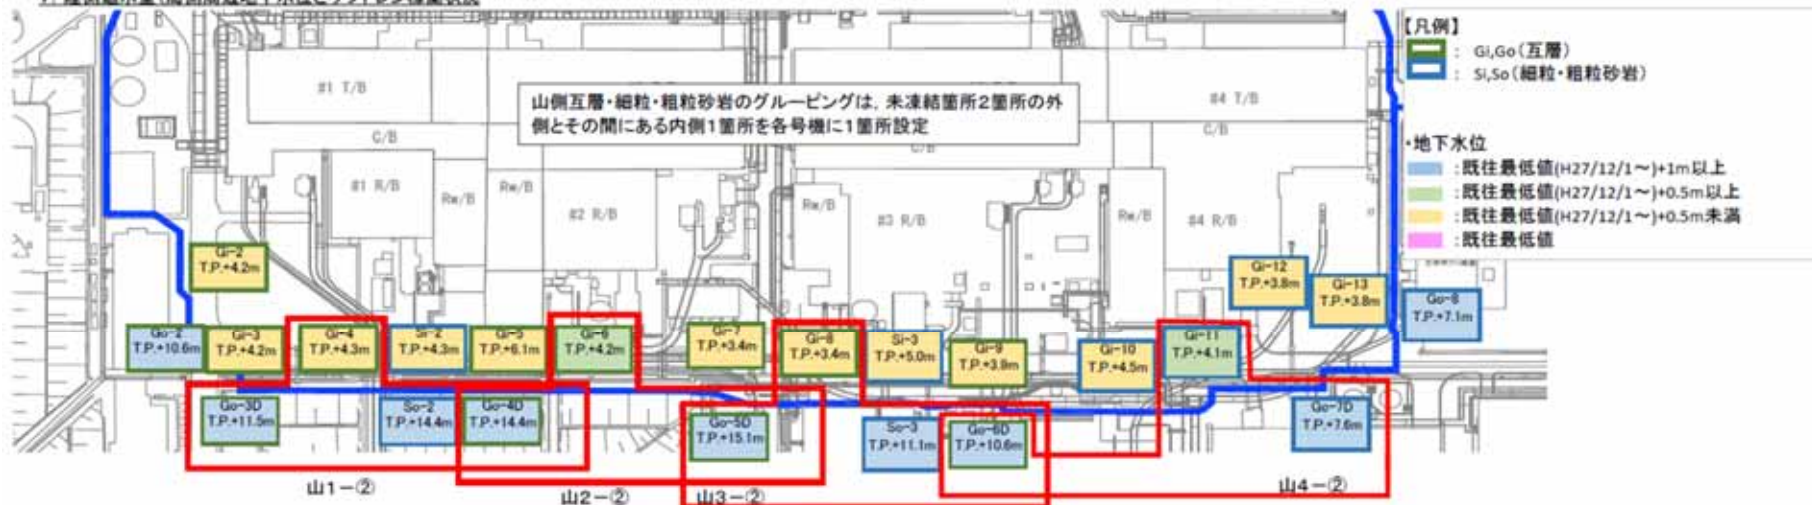 #1 T/B
#4 T/B
山側互層・細粒・粗粒砂岩のグルーピングは，未凍結箇所2箇所の外
側とその間にある内側1箇所を各号機に1箇所設定
C/B
C/B
C/B
#1 R/B
Rw/B
Rw/B
#2 R/B
Rw/B
#3 R/B
Rw/B
#4 R/B
【凡例】
： Gi,Go（互層）
： Si,So（細粒・粗粒砂岩）
・地下水位
：既往最低値(H27/12/1～)+1m以上
：既往最低値(H27/12/1～)+0.5m以上
：既往最低値(H27/12/1～)+0.5m未満
：既往最低値
Gi-2
T.P.+4.2m
Gi-12
T.P.+3.8m
Gi-13
T.P.+3.8m
Go-8
T.P.+7.1m
Go-2
T.P.+10.6m
Gi-3
T.P.+4.2m
Gi-4
T.P.+4.3m
Si-2
T.P.+4.3m
Gi-5
T.P.+6.1m
Gi-6
T.P.+4.2m
Gi-7
T.P.+3.4m
Gi-8
T.P.+3.4m
Si-3
T.P.+5.0m
Gi-9
T.P.+3.9m
Gi-10
T.P.+4.5m
Gi-11
T.P.+4.1m
Go-3D
T.P.+11.5m
So-2
T.P.+14.4m
Go-4D
T.P.+14.4m
Go-5D
T.P.+15.1m
So-3
T.P.+11.1m
Go-6D
T.P.+10.6m
Go-7D
T.P.+7.6m
山1－②
山2－②
山3－②
山4－②